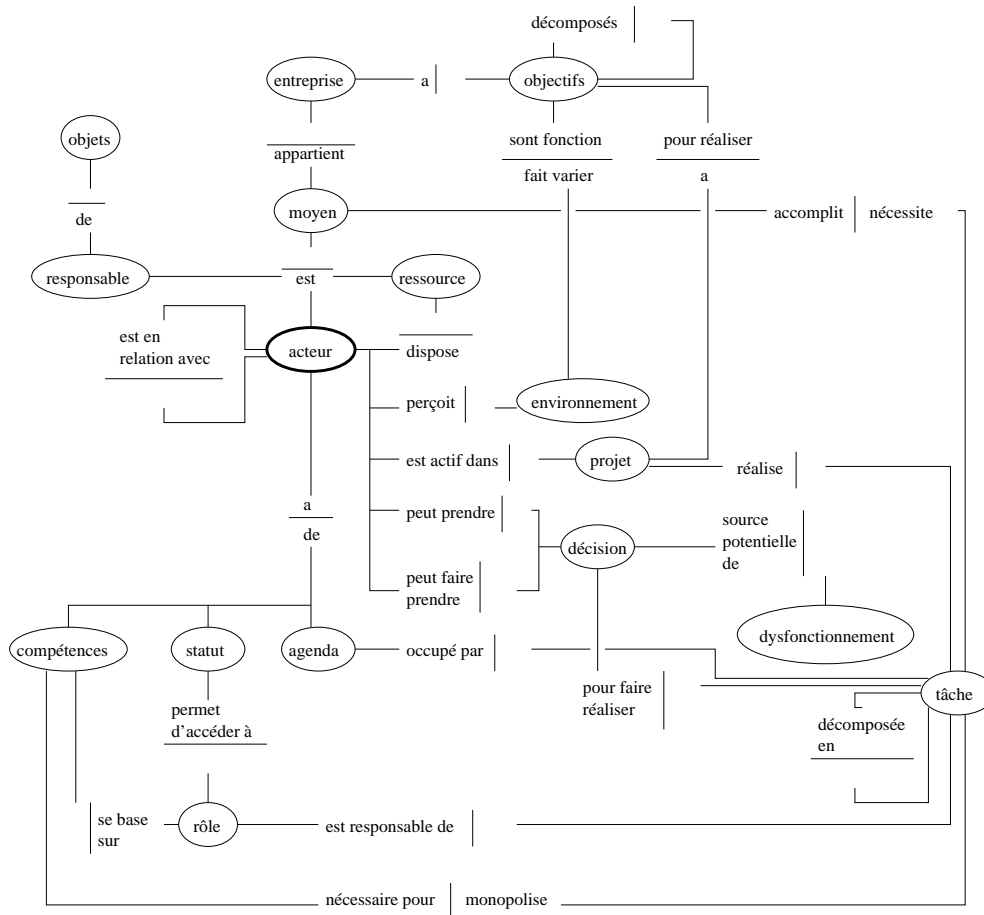 décomposés
entreprise a objectifs
objets
sont fonction pour réaliser
appartient
fait varier a
de
moyen accomplit nécessite
responsable est ressource
est en
relation avec
acteur dispose
perçoit environnement
est actif dans projet réalise
a
de
peut prendre
source
potentielle
de
décision
peut faire
prendre
dysfonctionnement
compétences statut agenda occupé par
pour faire
réaliser
tâche
permet
d'accéder à
décomposée
en
se base
sur
rôle est responsable de
nécessaire pour monopolise